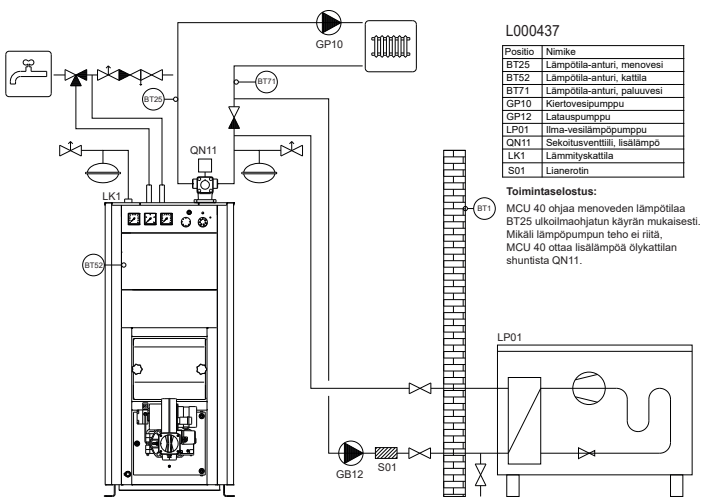 L000437
Positio Nimike
BT25 Lämpötila-anturi, menovesi
BT52 Lämpötila-anturi, kattila
BT71 Lämpötila-anturi, paluuvesi
GP10 Kiertovesipumppu
GP12 Latauspumppu
LP01 Ilma-vesilämpöpumppu
QN11 Sekoitusventtiili, lisälämpö
LK1 Lämmityskattila
S01 Lianerotin
Toimintaselostus:
MCU 40 ohjaa menoveden lämpötilaa
BT25 ulkoilmaohjatun käyrän mukaisesti.
Mikäli lämpöpumpun teho ei riitä,
MCU 40 ottaa lisälämpöä ölykattilan
shuntista QN11.
GP10
BT71
BT25
QN11
LK1
BT1
BT52
LP01
GB12
S01